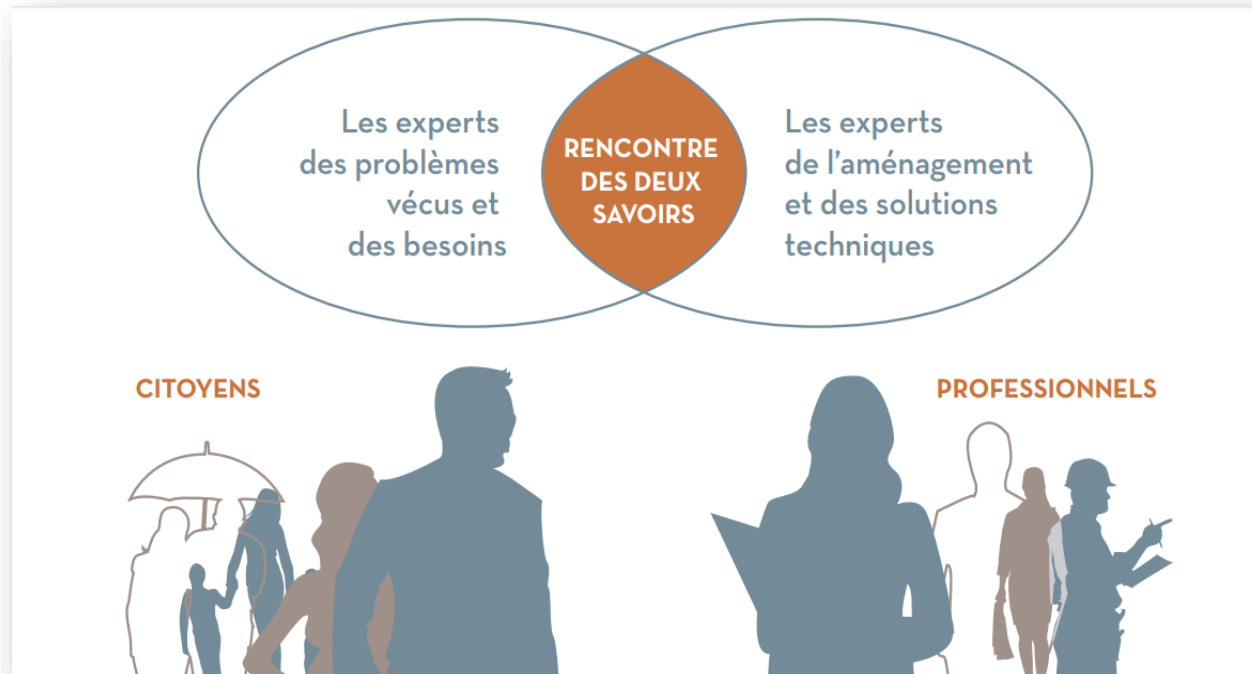 Les experts
des problèmes
vécus et
des besoins
RENCONTRE
DES DEUX
SAVOIRS
Les experts
de l'aménagement
et des solutions
techniques
CITOYENS
PROFESSIONNELS